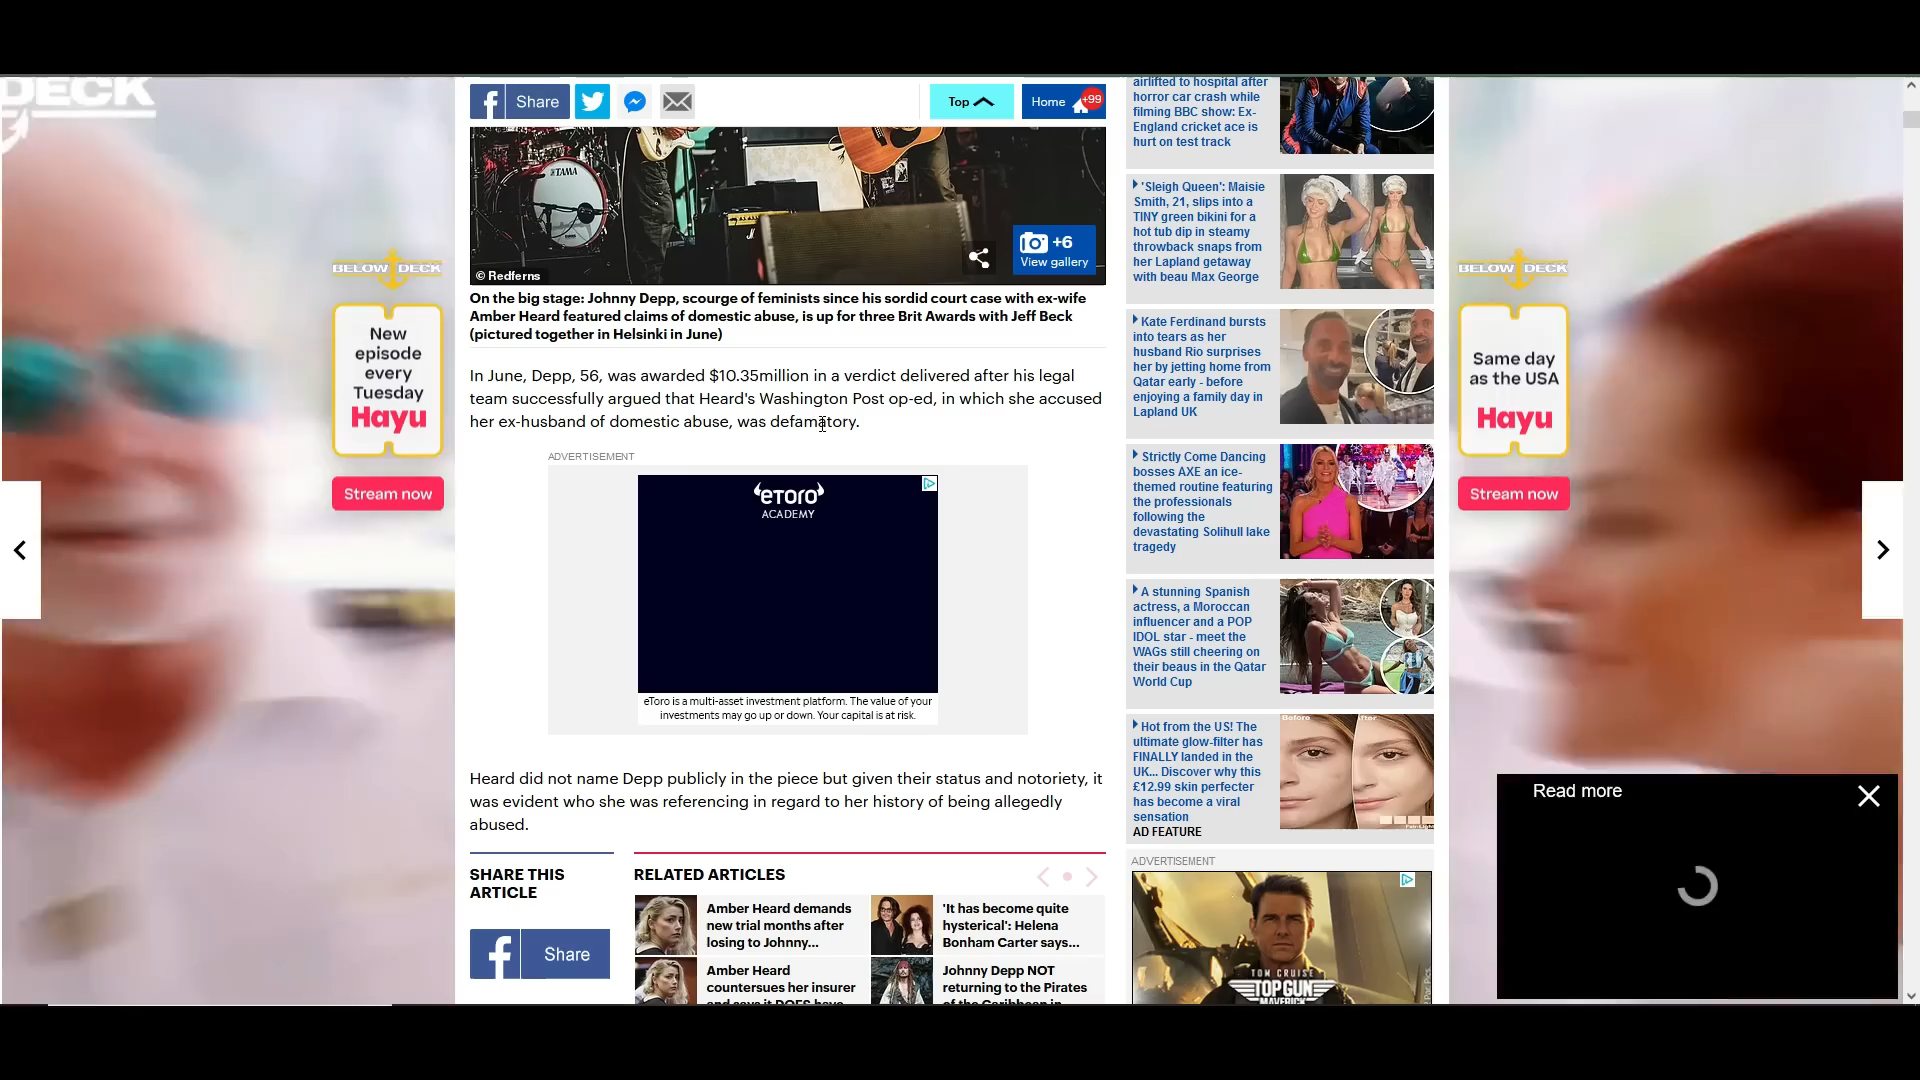 DECK
Share
Top
Home
+99
TAMA
+6
View gallery
© Redferns
On the big stage: Johnny Depp, scourge of feminists since his sordid court case with ex-wife
Amber Heard featured claims of domestic abuse, is up for three Brit Awards with Jeff Beck
(pictured together in Helsinki in June)
In June, Depp, 56, was awarded $10.35million in a verdict delivered after his legal
team successfully argued that Heard's Washington Post op-ed, in which she accused
her ex-husband of domestic abuse, was defamatory.
ADVERTISEMENT
eToro
ACADEMY
eToro is a multi-asset investment platform. The value of your
investments may go up or down. Your capital is at risk.
Heard did not name Depp publicly in the piece but given their status and notoriety, it
was evident who she was referencing in regard to her history of being allegedly
abused.
SHARE THIS
ARTICLE
Share
RELATED ARTICLES
Amber Heard demands
new trial months after
losing to Johnny...
'It has become quite
hysterical': Helena
Bonham Carter says...
Amber Heard
countersues her insurer
and says it DOES have
Johnny Depp NOT
returning to the Pirates
of the Caribbean in
BELOW DECK
New
episode
every
Tuesday
Hayu
Stream now
airlifted to hospital after
horror car crash while
filming BBC show: Ex-
England cricket ace is
hurt on test track
'Sleigh Queen': Maisie
Smith, 21, slips into a
TINY green bikini for a
hot tub dip in steamy
throwback snaps from
her Lapland getaway
with beau Max George
Kate Ferdinand bursts
into tears as her
husband Rio surprises
her by jetting home from
Qatar early - before
enjoying a family day in
Lapland UK
Strictly Come Dancing
bosses AXE an ice-
themed routine featuring
the professionals
following the
devastating Solihull lake
tragedy
A stunning Spanish
actress, a Moroccan
influencer and a POP
IDOL star - meet the
WAGs still cheering on
their beaus in the Qatar
World Cup
Hot from the US! The
ultimate glow-filter has
FINALLY landed in the
UK... Discover why this
£12.99 skin perfecter
has become a viral
sensation
AD FEATURE
Before
After
ADVERTISEMENT
TOM CRUISE
TOPGUN
MAVERICK
BELOW DECK
Same day
as the USA
Hayu
Stream now
Read more